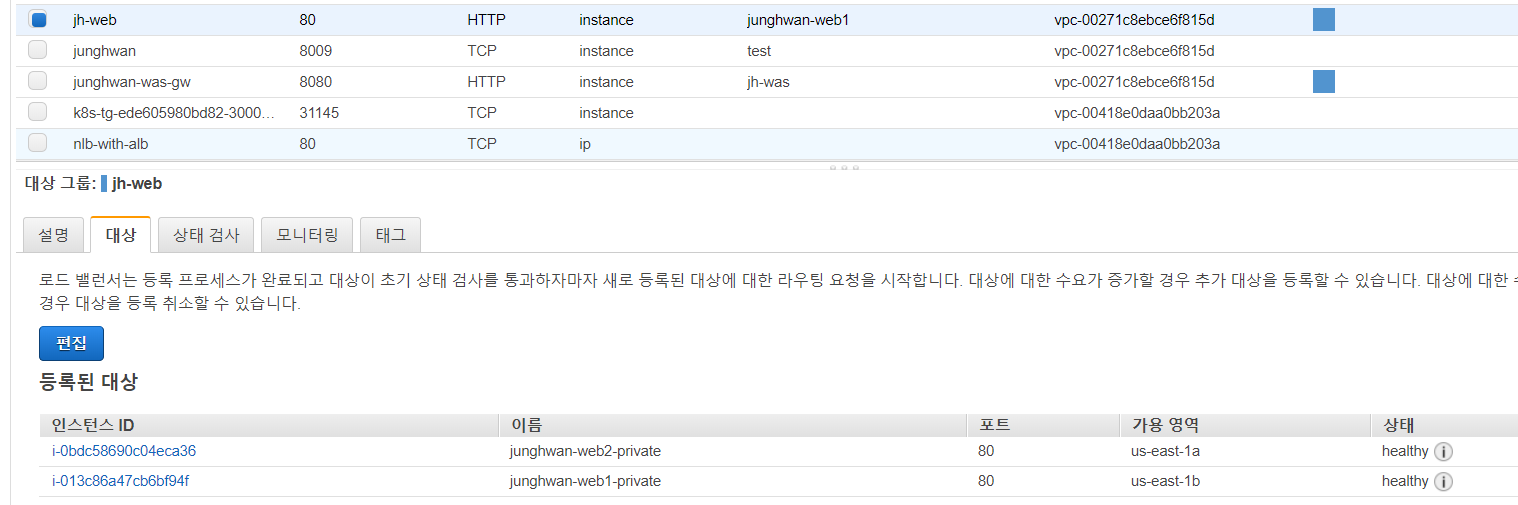 jh-web 80 HTTP instance junghwan-web1 vpc-00271c8ebce6f815d
junghwan 8009 TCP instance test vpc-00271c8ebce6f815d
junghwan-was-gw 8080 HTTP instance jh-was vpc-00271c8ebce6f815d
k8s-tg-ede605980bd82-3000... 31145 TCP instance vpc-00418e0daa0bb203a
nlb-with-alb 80 TCP ip vpc-00418e0daa0bb203a
대상 그룹: jh-web
설명 대상 상태 검사 모니터링 태그
로드 밸런서는 등록 프로세스가 완료되고 대상이 초기 상태 검사를 통과하자마자 새로 등록된 대상에 대한 라우팅 요청을 시작합니다. 대상에 대한 수요가 증가할 경우 추가 대상을 등록할 수 있습니다. 대상에 대한
경우 대상을 등록 취소할 수 있습니다.
편집
등록된 대상
인스턴스 ID 이름 포트 가용 영역 상태
i-0bdc58690c04eca36 junghwan-web2-private 80 us-east-1a healthy
i-013c86a47cb6bf94f junghwan-web1-private 80 us-east-1b healthy